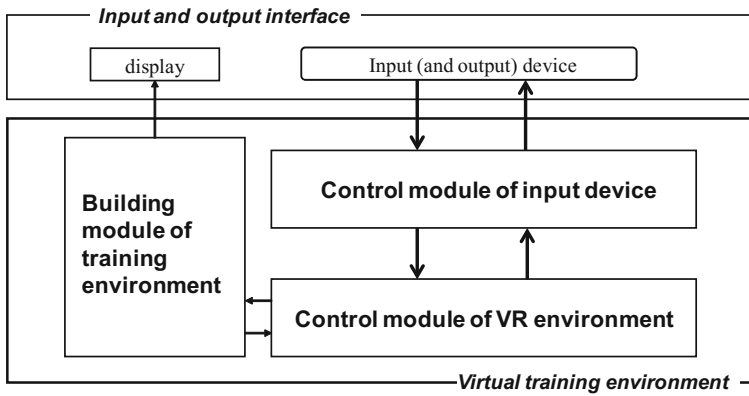 Input and output interface
display
Input (and output) device
Control module of input device
Building
module of
training
environment
Control module of VR environment
Virtual training environment